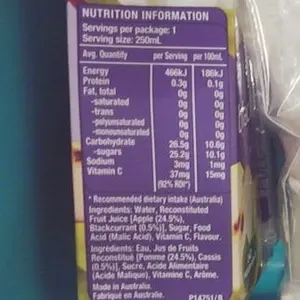 NUTRITION INFORMATION
Servings per package: 1
Serving size: 250mL
Avg. Quantity per Serving per 100mL
Energy 466kJ 186kJ
Protein 0.3g 0.1g
Fat, total 0g 0g
-saturated 0g 0g
-trans 0g 0g
-polyunsaturated 0g 0g
-monounsaturated 0g 0g
Carbohydrate 26.5g 10.6g
-sugars 25.2g 10.1g
Sodium 3mg 1mg
Vitamin C 37mg 15mg
(92% RDI*)
* Recommended dietary intake (Australia)
Ingredients: Water, Reconstituted
Fruit Juice [Apple (24.5%),
Blackcurrant (0.5%)], Sugar, Food
Acid (Malic Acid), Vitamin C, Flavour.
Ingrédients: Eau, Jus de Fruits
Reconstitué [Pomme (24.5%), Cassis
(0.5%)], Sucre, Acide Alimentaire
(Acide Malique), Vitamine C, Arôme.
Made in Australia.
Fabriqué en Australie.
P14751/B